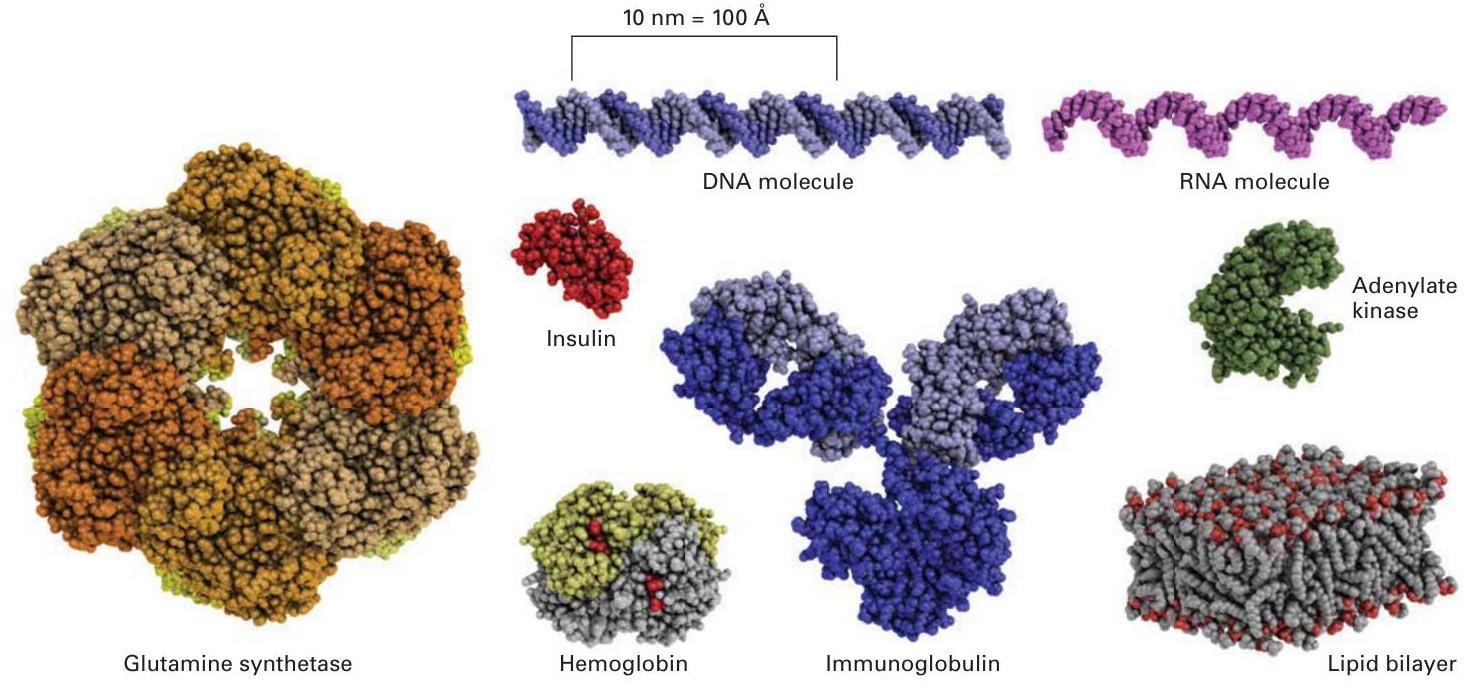 10 nm = 100 Å
DNA molecule
RNA molecule
Insulin
Adenylate
kinase
Glutamine synthetase
Hemoglobin
Immunoglobulin
Lipid bilayer